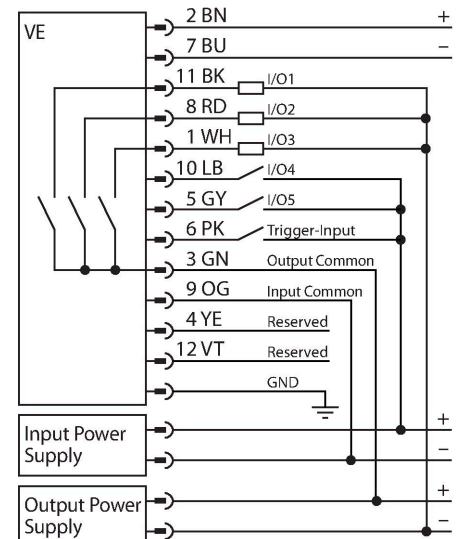 VE
2 BN
+
7 BU
–
11 BK
I/O1
8 RD
I/O2
1 WH
I/O3
10 LB
I/O4
5 GY
I/O5
6 PK
Trigger-Input
3 GN
Output Common
9 OG
Input Common
4 YE
Reserved
12 VT
Reserved
GND
Input Power
Supply
+
–
Output Power
Supply
+
–